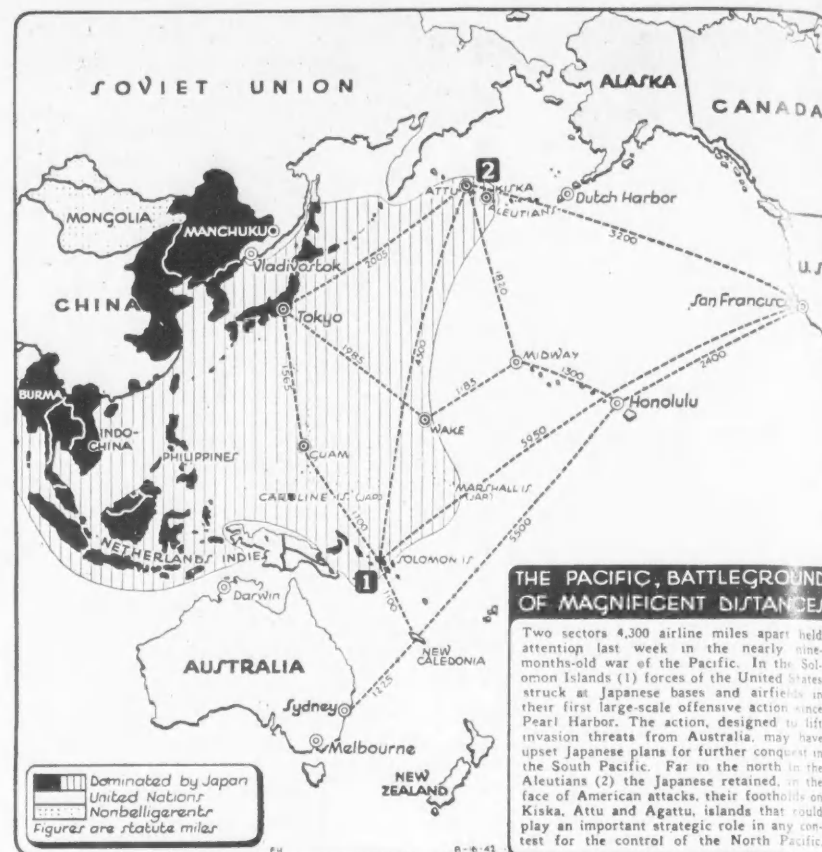 SOVIET UNION
ALASKA
CANADA
MONGOLIA
MANCHUKUO
Vladivostok
CHINA
Tokyo
ATTU
2
KISKA
ALEUTIANS
Dutch Harbor
U.S
San Francisco
2005
3200
1820
4500
1985
1565
MIDWAY
1185
1300
2400
Honolulu
BURMA
INDO-
CHINA
PHILIPPINES
WAKE
GUAM
5950
CAROLINE IS (JAP)
MARSHALL IS
(JAP)
1700
5500
NETHERLANDS INDIES
1
SOLOMON IS
Darwin
1100
NEW
CALEDONIA
AUSTRALIA
1225
Sydney
Melbourne
NEW
ZEALAND
Dominated by Japan
United Nations
Nonbelligerents
Figures are statute miles
8-16-42
THE PACIFIC, BATTLEGROUND
OF MAGNIFICENT DISTANCES
Two sectors 4,300 airline miles apart held
attention last week in the nearly nine-
months-old war of the Pacific. In the Sol-
omon Islands (1) forces of the United States
struck at Japanese bases and airfields in
their first large-scale offensive action since
Pearl Harbor. The action, designed to lift
invasion threats from Australia, may have
upset Japanese plans for further conquest in
the South Pacific. Far to the north in the
Aleutians (2) the Japanese retained, in the
face of American attacks, their footholds on
Kiska, Attu and Agattu, islands that could
play an important strategic role in any con-
test for the control of the North Pacific.